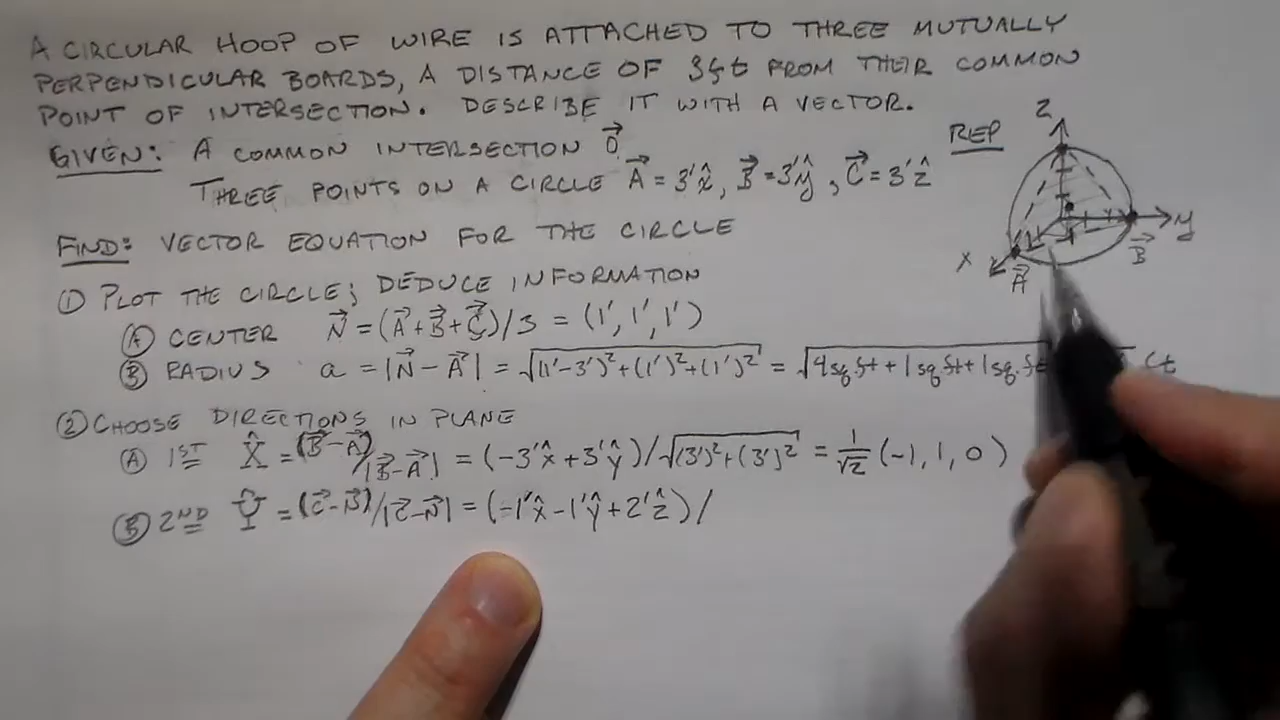 A CIRCULAR HOOP OF WIRE IS ATTACHED TO THREE MUTUALLY
PERPENDICULAR BOARDS, A DISTANCE OF 3ft FROM THEIR COMMON
POINT OF INTERSECTION. DESCRIBE IT WITH A VECTOR.
GIVEN: A COMMON INTERSECTION O⃗
THREE POINTS ON A CIRCLE A⃗ = 3'x̂, B⃗ = 3'ŷ, C⃗ = 3'ẑ
FIND: VECTOR EQUATION FOR THE CIRCLE
① PLOT THE CIRCLE; DEDUCE INFORMATION
Ⓐ CENTER N⃗ = (A⃗ + B⃗ + C⃗)/3 = (1', 1', 1')
Ⓑ RADIUS a = |N⃗ - A⃗| = √((1'-3')² + (1')² + (1')²) = √(4sq.ft + 1sq.ft + 1sq.ft
② CHOOSE DIRECTIONS IN PLANE
Ⓐ 1ST X̂ = (B⃗ - A⃗)/|B⃗ - A⃗| = (-3'x̂ + 3'ŷ)/√((3')² + (3')²) = 1/√2 (-1, 1, 0)
Ⓑ 2ND Ŷ = (C⃗ - N⃗)/|C⃗ - N⃗| = (-1'x̂ - 1'ŷ + 2'ẑ)/
REP
Z
y
X
A⃗
B⃗